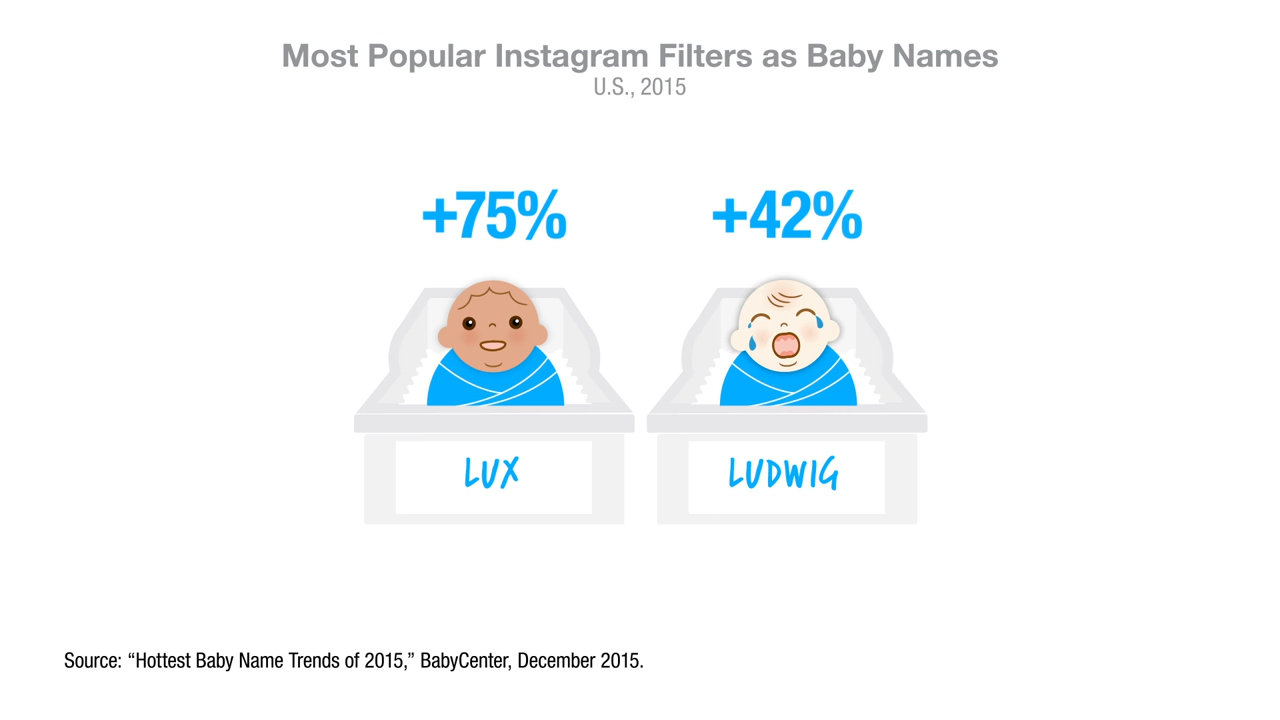 Most Popular Instagram Filters as Baby Names
U.S., 2015
+75%
+42%
LUX
LUDWIG
Source: “Hottest Baby Name Trends of 2015,” BabyCenter, December 2015.